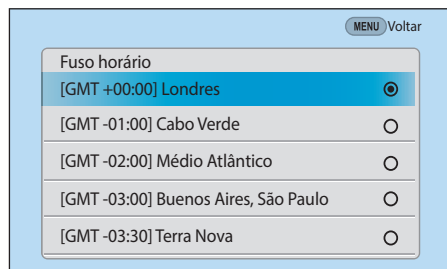 MENU Voltar
Fuso horário
[GMT +00:00] Londres
[GMT -01:00] Cabo Verde
[GMT -02:00] Médio Atlântico
[GMT -03:00] Buenos Aires, São Paulo
[GMT -03:30] Terra Nova